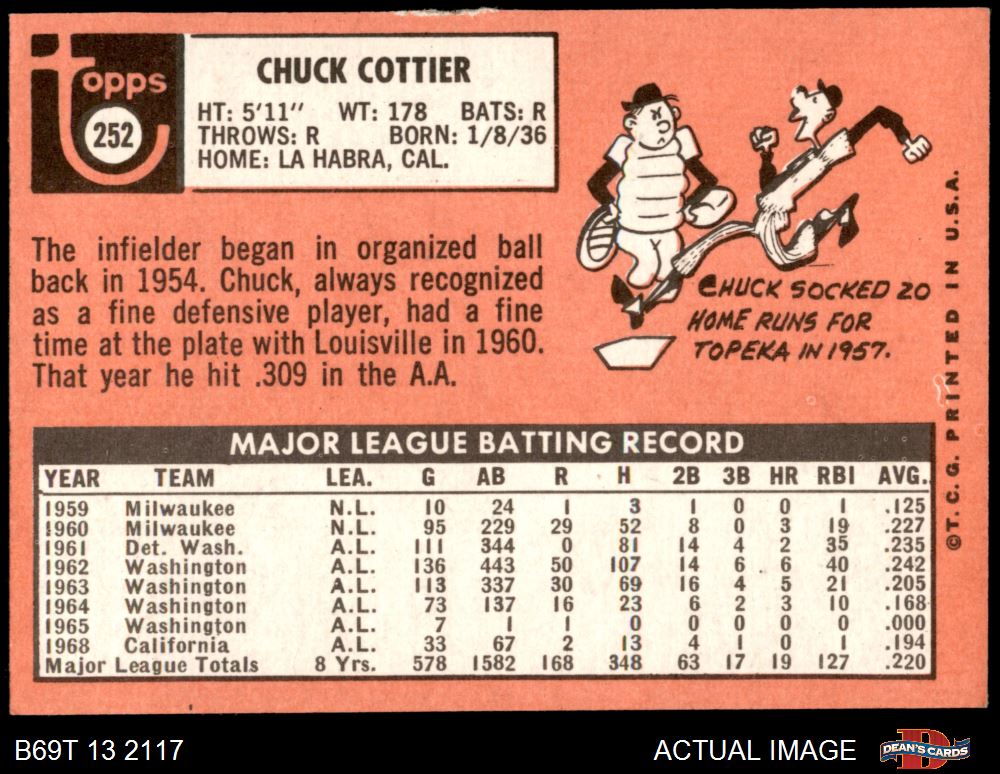 topps
252
CHUCK COTTIER
HT: 5'11" WT: 178 BATS: R
THROWS: R BORN: 1/8/36
HOME: LA HABRA, CAL.
The infielder began in organized ball
back in 1954. Chuck, always recognized
as a fine defensive player, had a fine
time at the plate with Louisville in 1960.
That year he hit .309 in the A.A.
CHUCK SOCKED 20
HOME RUNS FOR
TOPEKA IN 1957.
©T.C.G. PRINTED IN U.S.A.
MAJOR LEAGUE BATTING RECORD
YEAR TEAM LEA. G AB R H 2B 3B HR RBI AVG.
1959 Milwaukee N.L. 10 24 1 3 1 0 0 1 .125
1960 Milwaukee N.L. 95 229 29 52 8 0 3 19 .227
1961 Det. Wash. A.L. 111 344 0 81 14 4 2 35 .235
1962 Washington A.L. 136 443 50 107 14 6 6 40 .242
1963 Washington A.L. 113 337 30 69 16 4 5 21 .205
1964 Washington A.L. 73 137 16 23 6 2 3 10 .168
1965 Washington A.L. 7 1 1 0 0 0 0 0 .000
1968 California A.L. 33 67 2 13 4 1 0 1 .194
Major League Totals 8 Yrs. 578 1582 168 348 63 17 19 127 .220
B69T 13 2117
ACTUAL IMAGE
DEAN'S CARDS